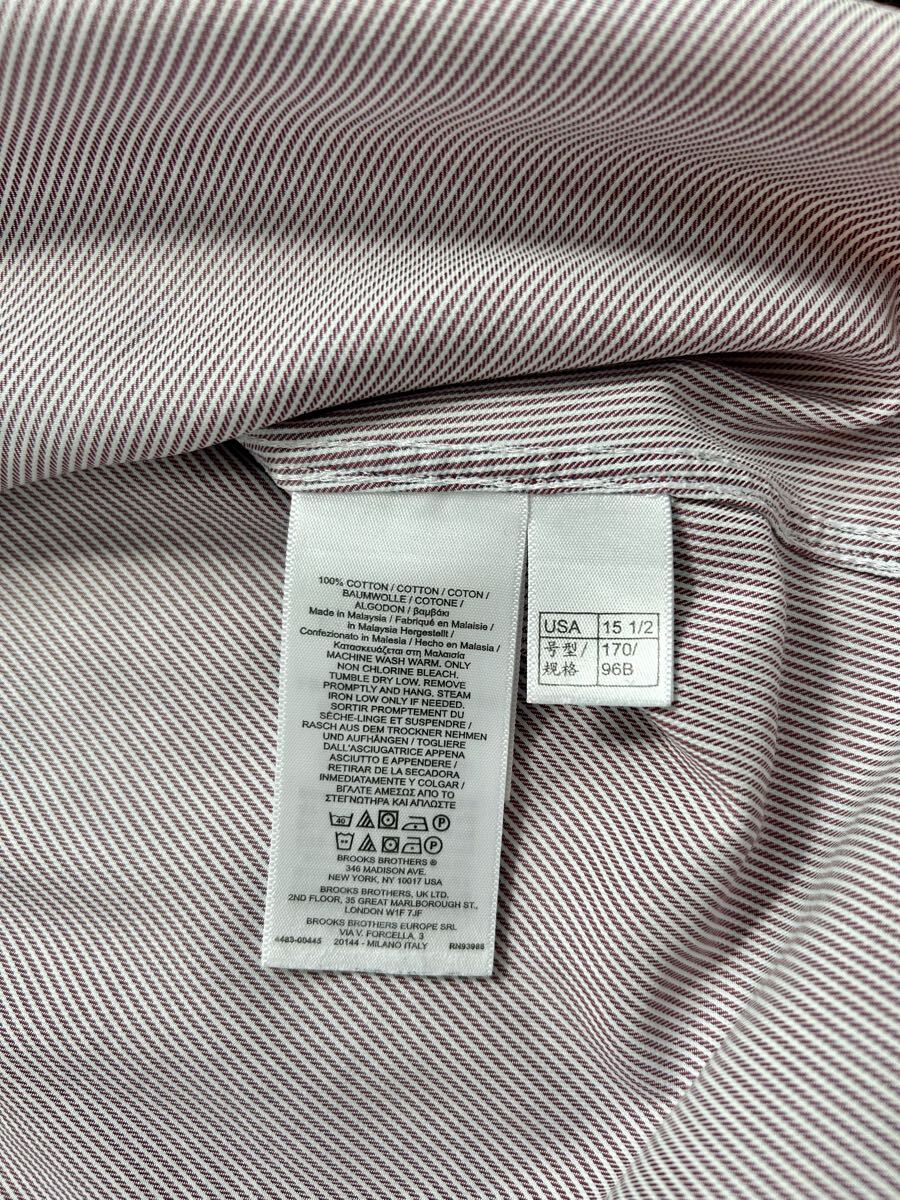 100% COTTON / COTTON / COTON /
BAUMWOLLE / COTONE /
ALGODON / βαμβάκι
Made in Malaysia / Fabriqué en Malaisie /
in Malaysia Hergestellt /
Confezionato in Malesia / Hecho en Malasia /
Κατασκευάζεται στη Μαλαισία
MACHINE WASH WARM. ONLY
NON CHLORINE BLEACH.
TUMBLE DRY LOW. REMOVE
PROMPTLY AND HANG. STEAM
IRON LOW ONLY IF NEEDED.
SORTIR PROMPTEMENT DU
SÈCHE-LINGE ET SUSPENDRE /
RASCH AUS DEM TROCKNER NEHMEN
UND AUFHÄNGEN / TOGLIERE
DALL'ASCIUGATRICE APPENA
ASCIUTTO E APPENDERE /
RETIRAR DE LA SECADORA
INMEDIATAMENTE Y COLGAR /
ΒΓΑΛΤΕ ΑΜΕΣΩΣ ΑΠΟ ΤΟ
ΣΤΕΓΝΩΤΗΡΑ ΚΑΙ ΑΠΛΩΣΤΕ
40 P
P
BROOKS BROTHERS ®
346 MADISON AVE.
NEW YORK, NY 10017 USA
BROOKS BROTHERS, UK LTD.
2ND FLOOR, 35 GREAT MARLBOROUGH ST.,
LONDON W1F 7JF
BROOKS BROTHERS EUROPE SRL
VIA V. FORCELLA, 3
4483-00445 20144 - MILANO ITALY RN93988
USA 15 1/2
号型/ 170/
规格 96B